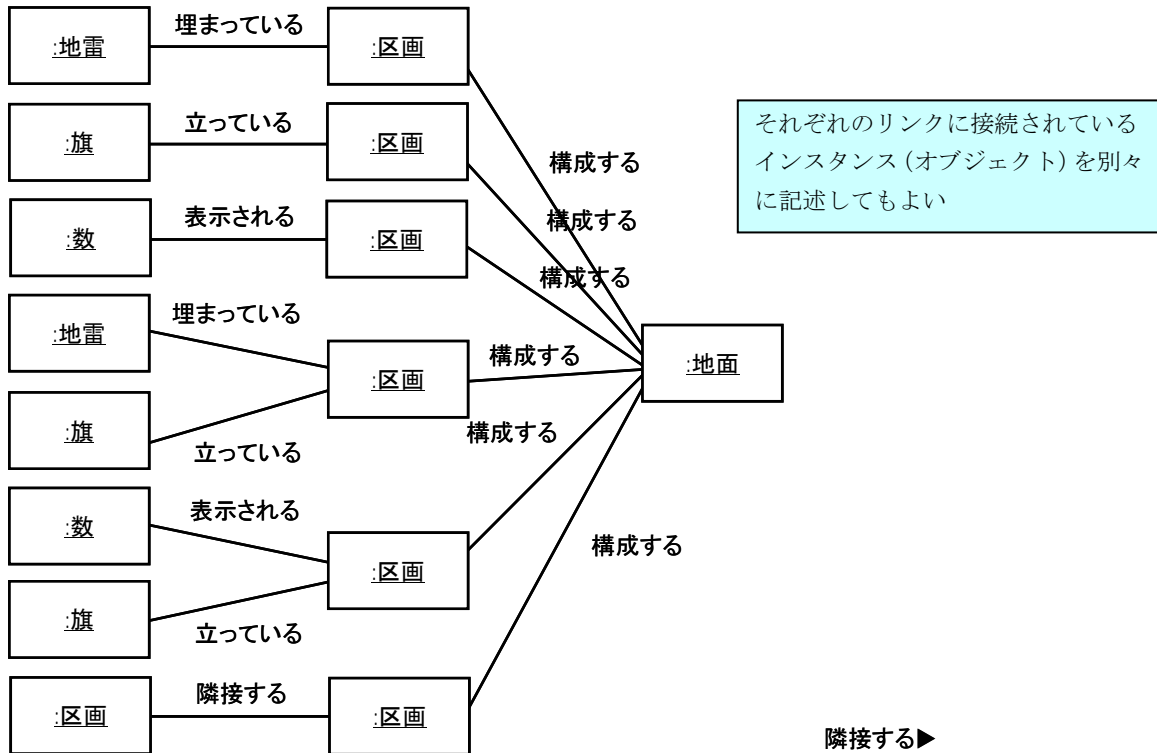 :地雷
埋まっている
:区画
:旗
立っている
:区画
構成する
それぞれのリンクに接続されている
インスタンス(オブジェクト)を別々
に記述してもよい
:数
表示される
:区画
構成する
構成する
:地雷
埋まっている
:区画
構成する
:地面
:旗
立っている
構成する
:数
表示される
:区画
構成する
:旗
立っている
:区画
隣接する
:区画
隣接する▶